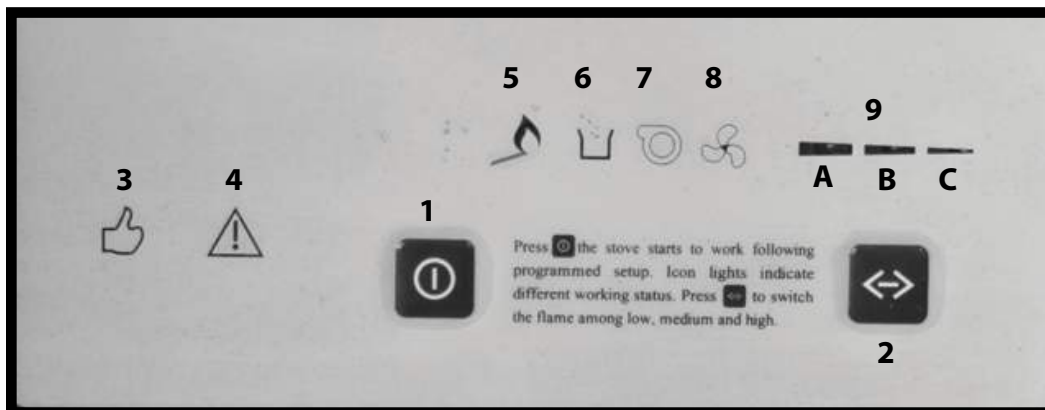 5 6 7 8
9
A B C
3 4
1
Press the stove starts to work following
programmed setup. Icon lights indicate
different working status. Press to switch
the flame among low, medium and high.
2